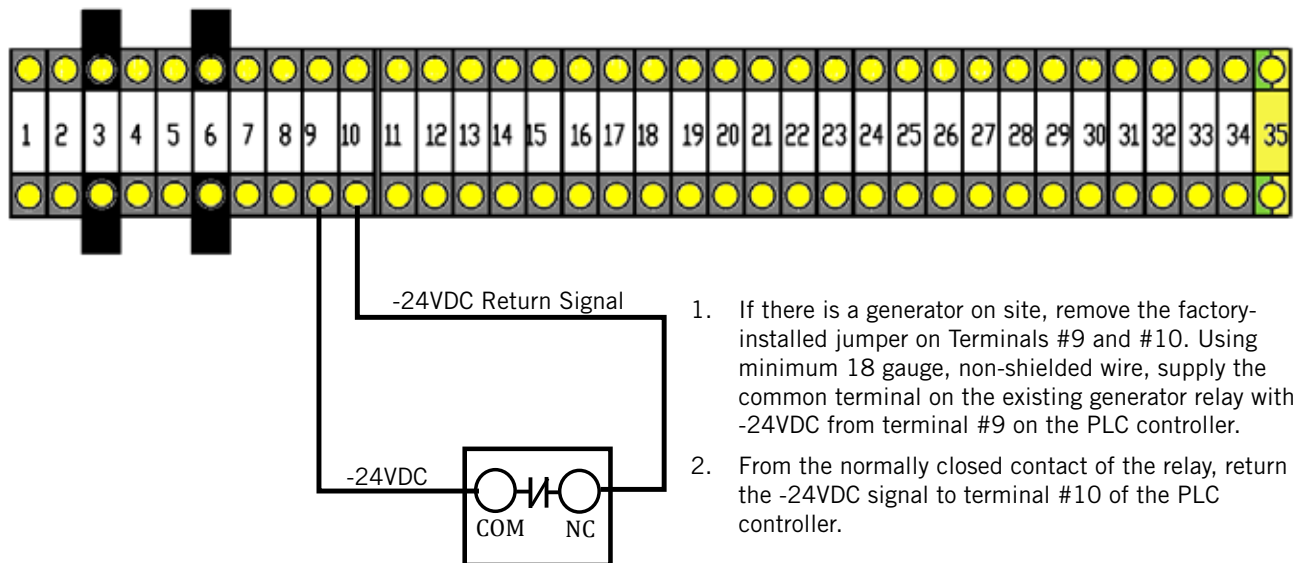 1 2 3 4 5 6 7 8 9 10 11 12 13 14 15 16 17 18 19 20 21 22 23 24 25 26 27 28 29 30 31 32 33 34 35
-24VDC Return Signal
-24VDC
COM NC
1. If there is a generator on site, remove the factory-
installed jumper on Terminals #9 and #10. Using
minimum 18 gauge, non-shielded wire, supply the
common terminal on the existing generator relay with
-24VDC from terminal #9 on the PLC controller.
2. From the normally closed contact of the relay, return
the -24VDC signal to terminal #10 of the PLC
controller.